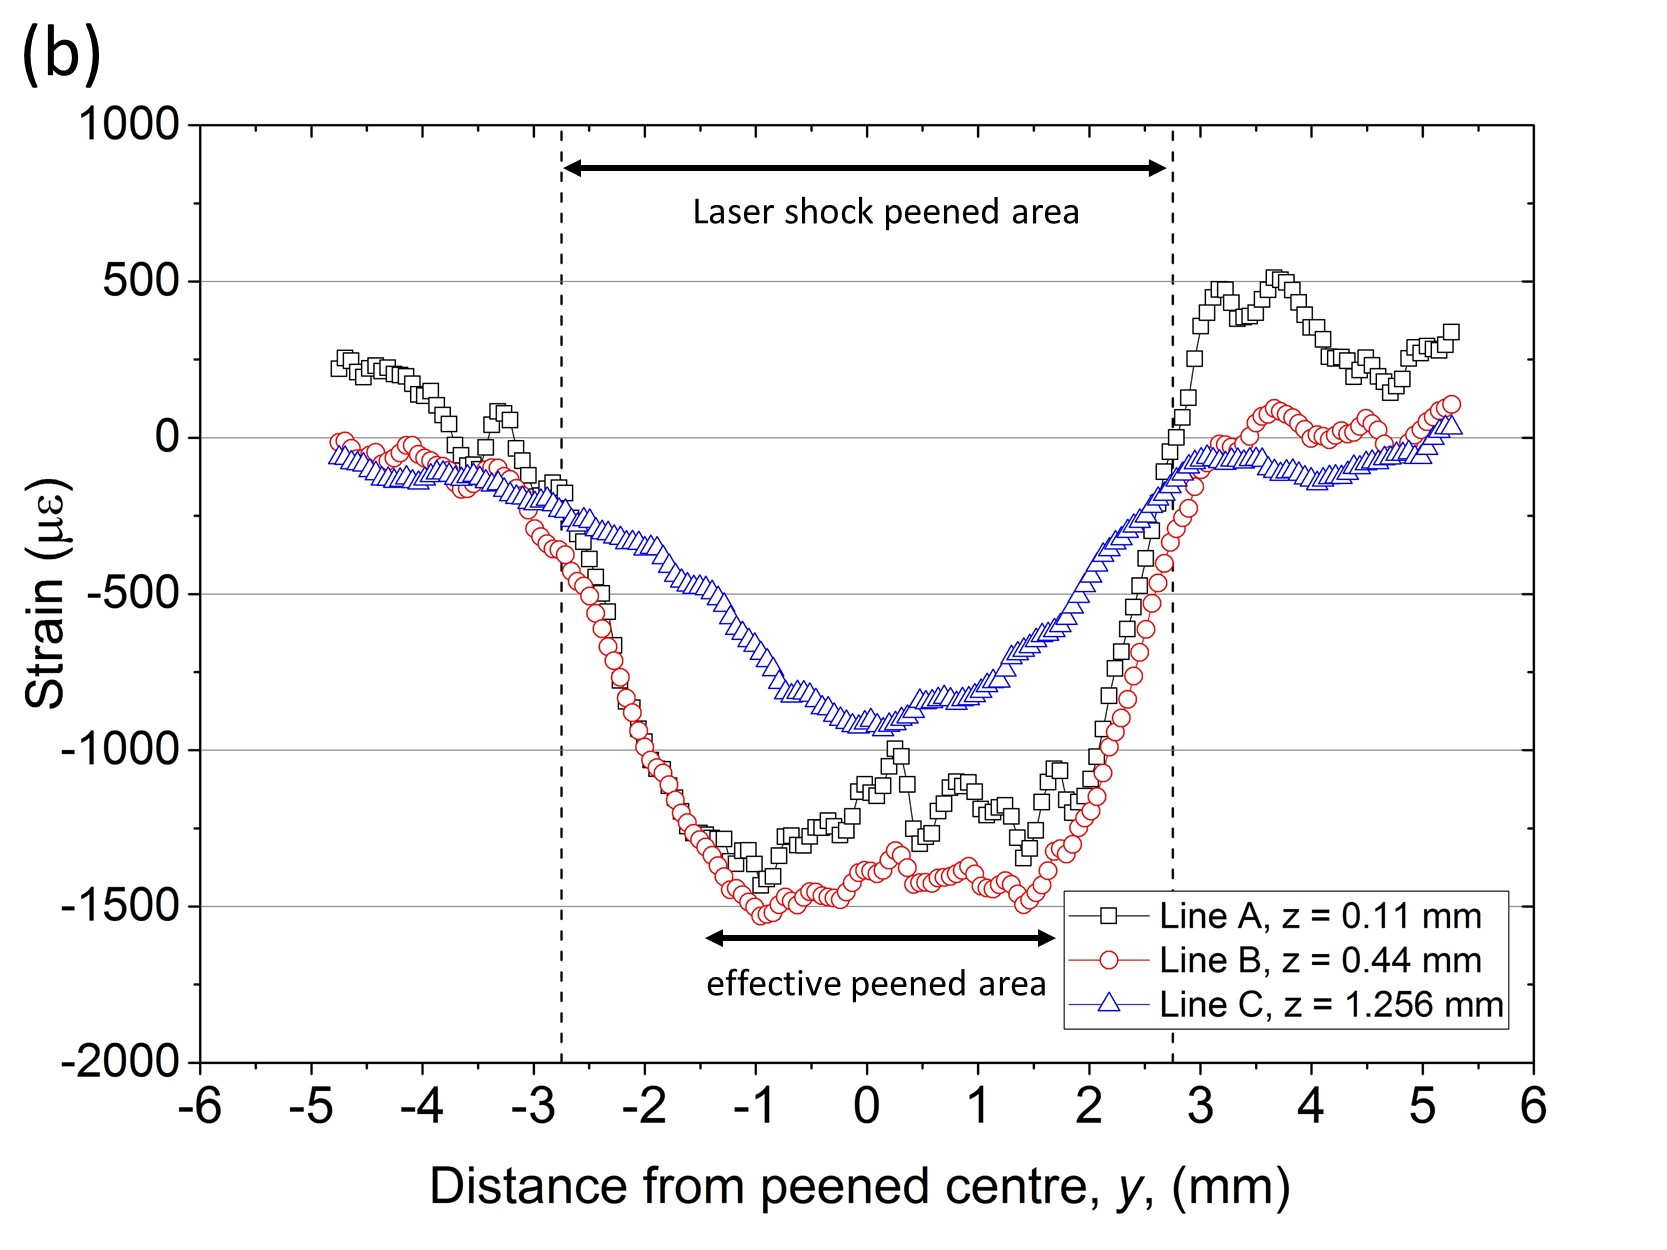 (b)
1000
500
0
-500
-1000
-1500
-2000
Strain (με)
Laser shock peened area
effective peened area
Line A, z = 0.11 mm
Line B, z = 0.44 mm
Line C, z = 1.256 mm
-6 -5 -4 -3 -2 -1 0 1 2 3 4 5 6
Distance from peened centre, y, (mm)